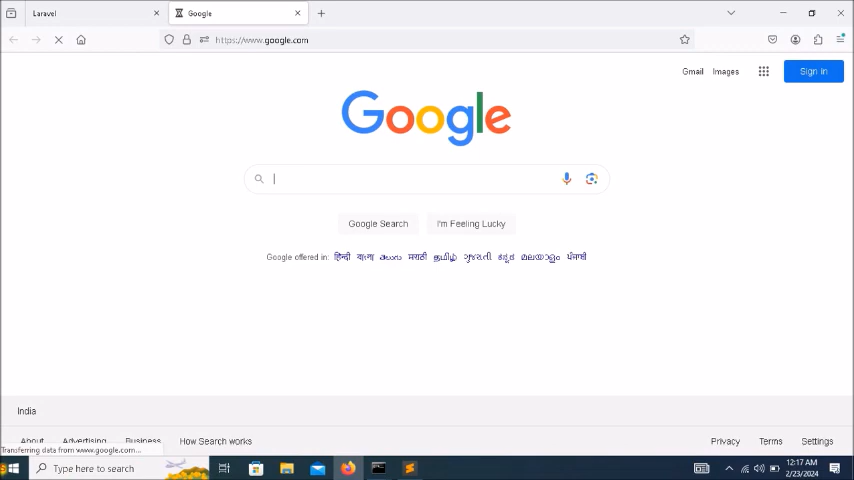 Laravel
Google
https://www.google.com
Gmail Images Sign in
Google
Google Search I'm Feeling Lucky
Google offered in: हिन्दी বাংলা తెలుగు मराठी தமிழ் ગુજરાતી ಕನ್ನಡ മലയാളം ਪੰਜਾਬੀ
India
About Advertising Business How Search works Privacy Terms Settings
Transferring data from www.google.com...
Type here to search
12:17 AM
2/23/2024